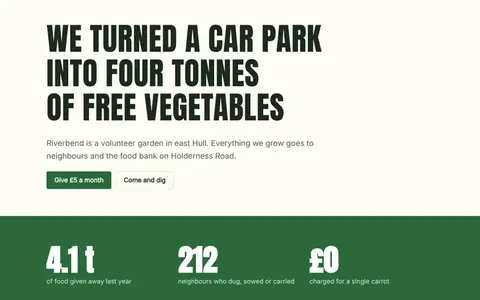 WE TURNED A CAR PARK
INTO FOUR TONNES
OF FREE VEGETABLES
Riverbend is a volunteer garden in east Hull. Everything we grow goes to
neighbours and the food bank on Holderness Road.
Give £5 a month
Come and dig
4.1 t
of food given away last year
212
neighbours who dug, sowed or carried
£0
charged for a single carrot